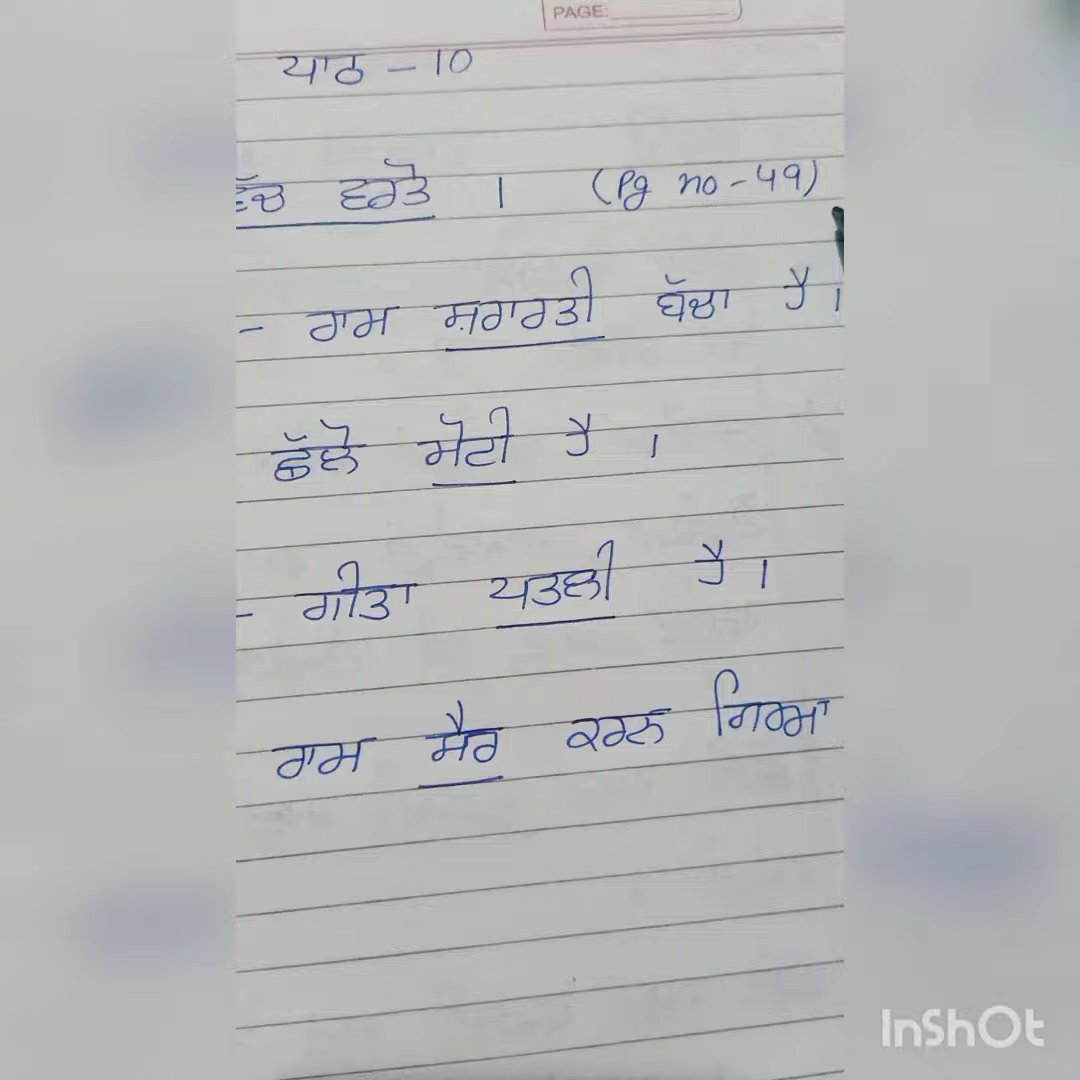 PAGE:
ਪਾਠ - 10
ਵਰਤੋ । (Pg no - 49)
- ਰਾਮ ਸ਼ਰਾਰਤੀ ਬੱਚਾ ਹੈ ।
ਛੱਲੋ ਮੋਟੀ ਹੈ ।
- ਗੀਤਾ ਪਤਲੀ ਹੈ ।
ਰਾਮ ਸੈਰ ਕਰਨ ਗਿਆ
InShOt